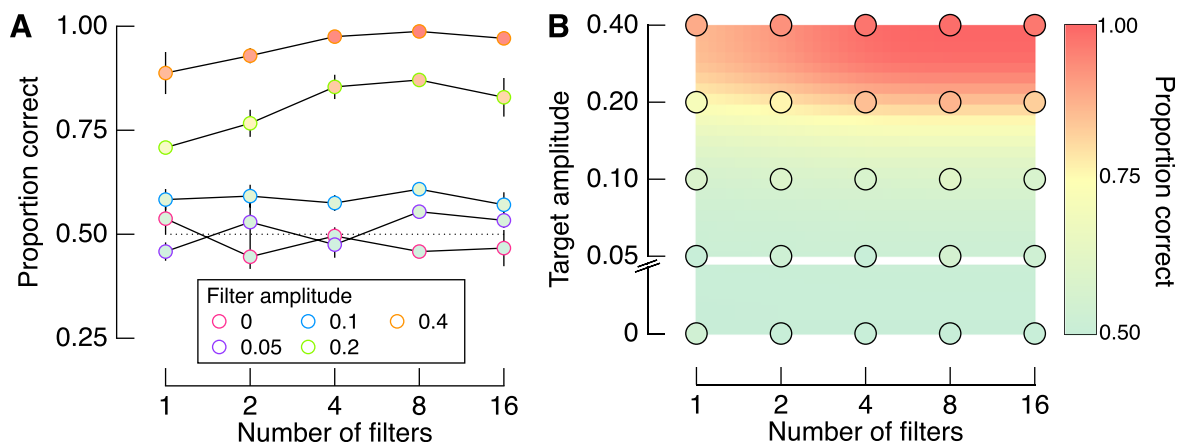 A
Proportion correct
1.00
0.75
0.50
0.25
Filter amplitude
0 0.1 0.4
0.05 0.2
1 2 4 8 16
Number of filters
B
Target amplitude
0.40
0.20
0.10
0.05
0
1 2 4 8 16
Number of filters
1.00
0.75
0.50
Proportion correct